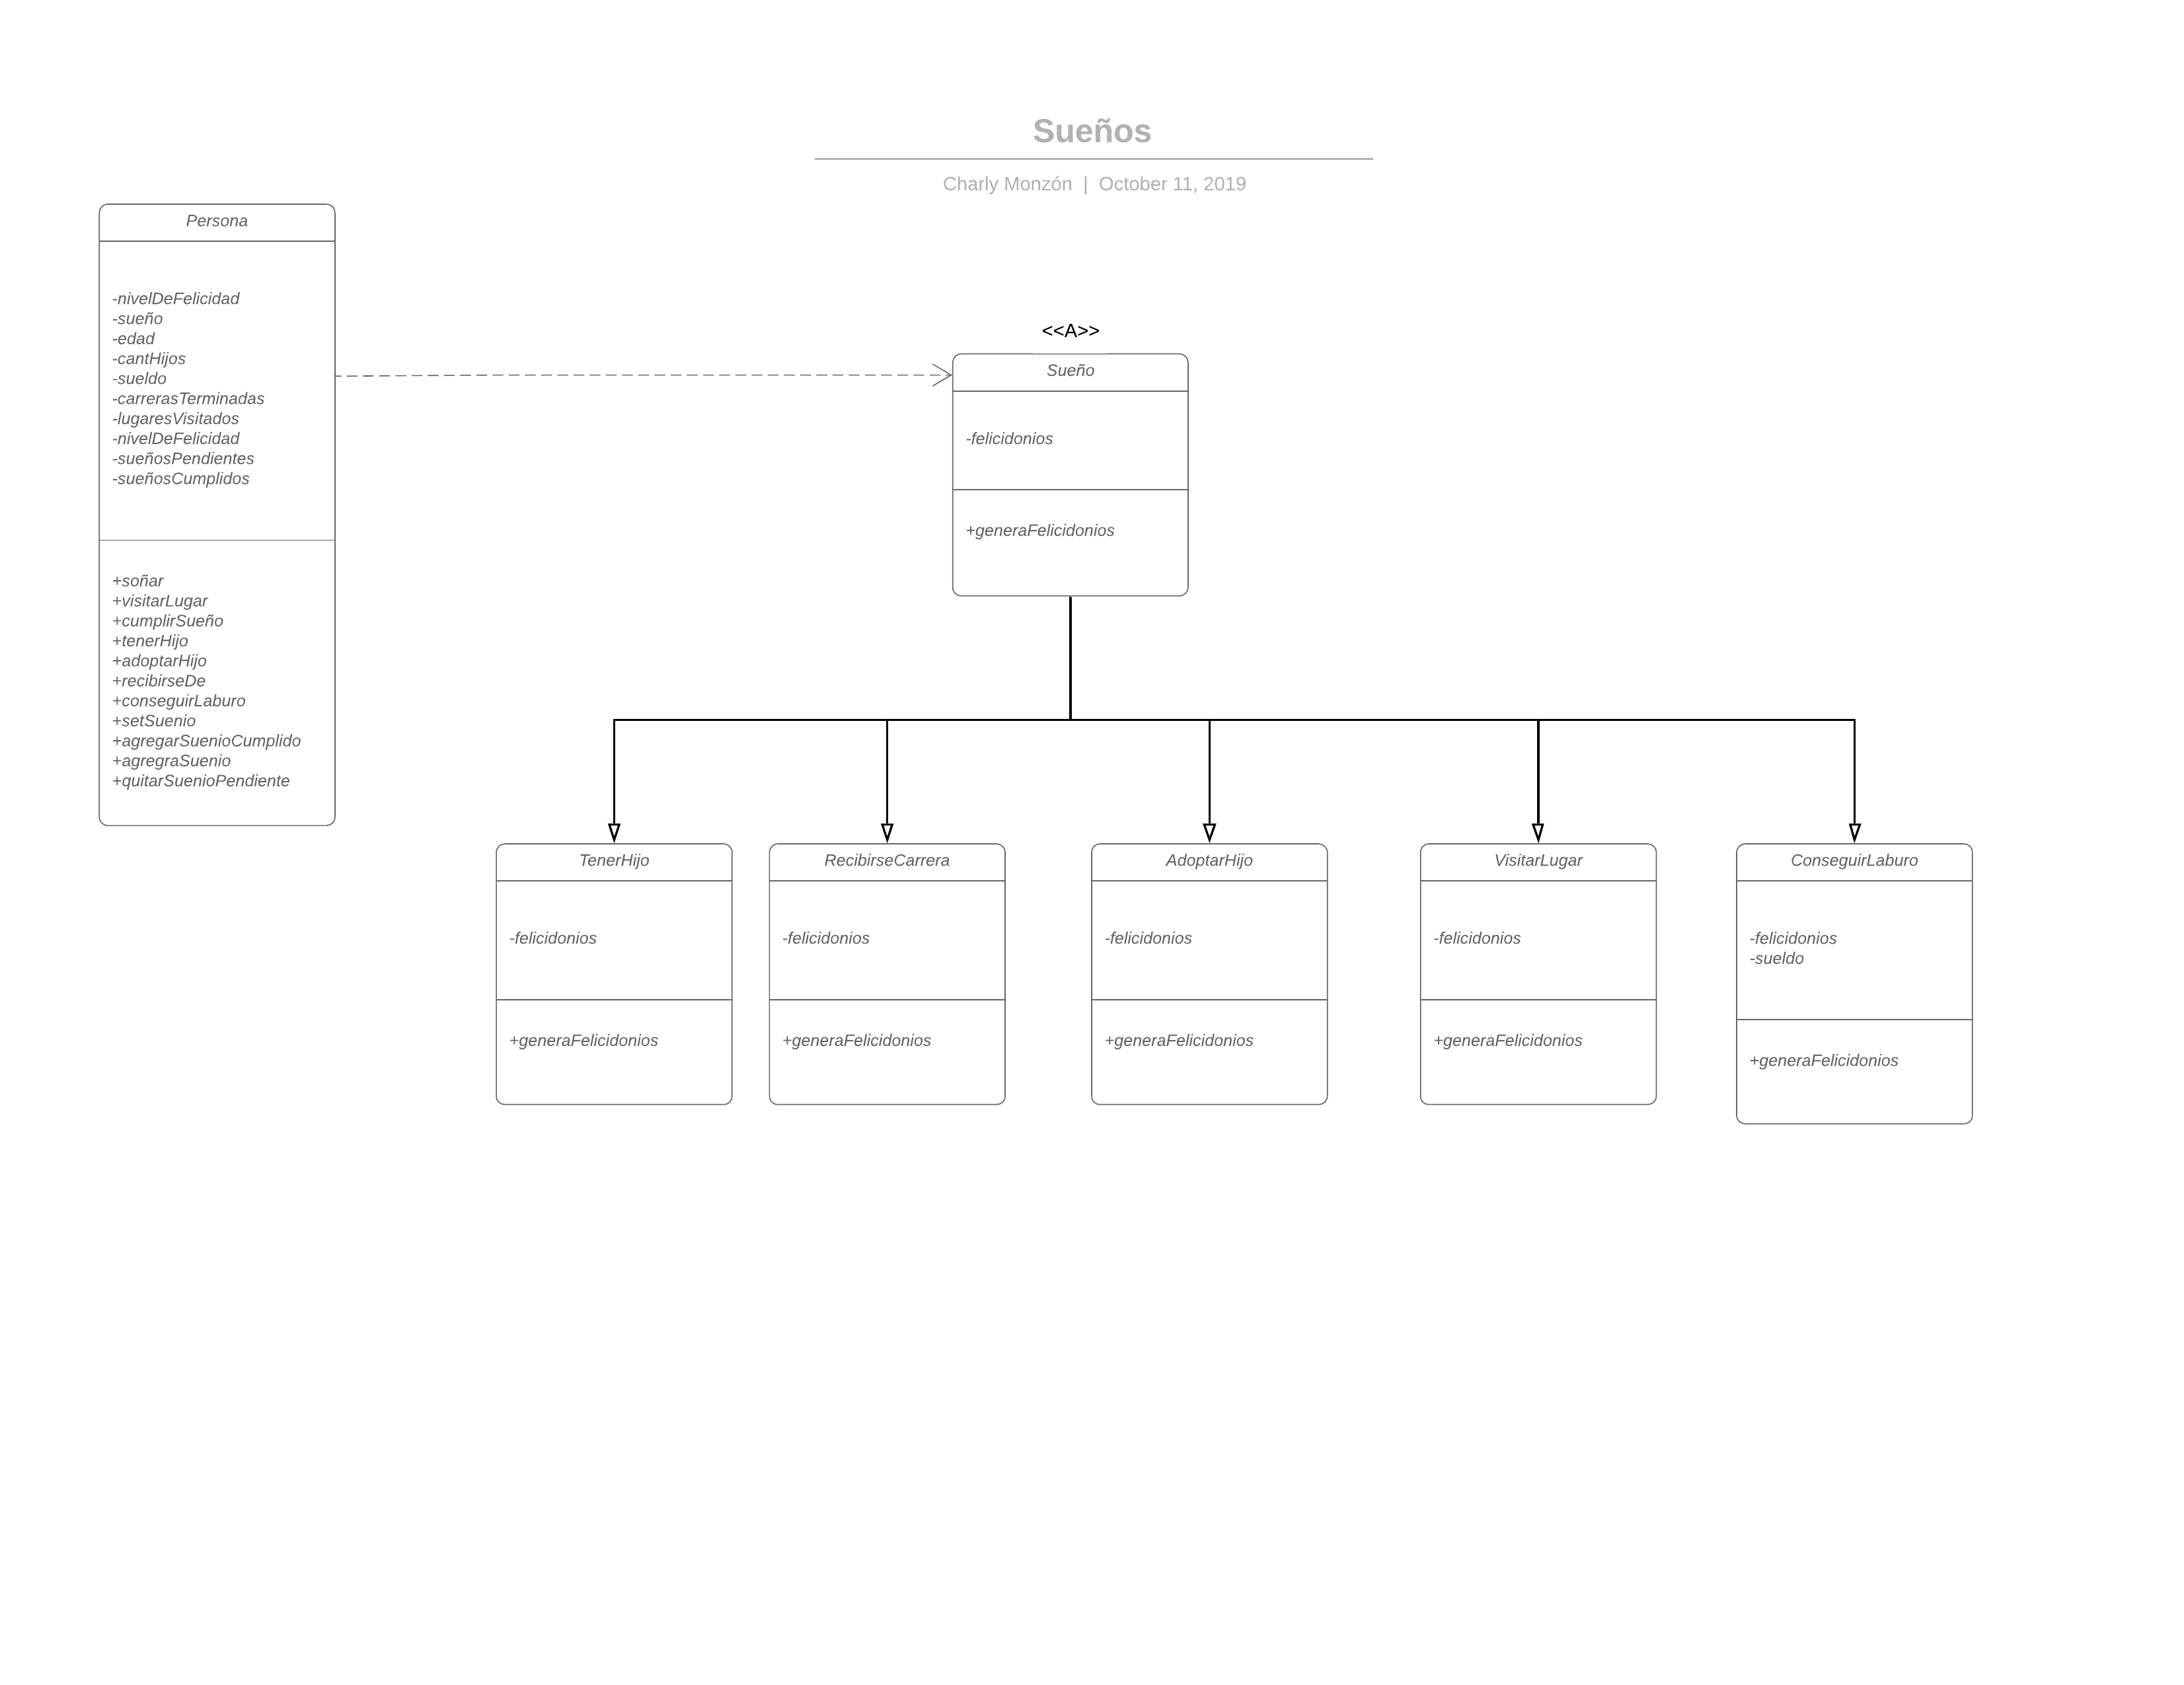 Sueños
Charly Monzón | October 11, 2019
Persona
-nivelDeFelicidad
-sueño
-edad
-cantHijos
-sueldo
-carrerasTerminadas
-lugaresVisitados
-nivelDeFelicidad
-sueñosPendientes
-sueñosCumplidos
+soñar
+visitarLugar
+cumplirSueño
+tenerHijo
+adoptarHijo
+recibirseDe
+conseguirLaburo
+setSuenio
+agregarSuenioCumplido
+agregraSuenio
+quitarSuenioPendiente
<<A>>
Sueño
-felicidonios
+generaFelicidonios
TenerHijo
-felicidonios
+generaFelicidonios
RecibirseCarrera
-felicidonios
+generaFelicidonios
AdoptarHijo
-felicidonios
+generaFelicidonios
VisitarLugar
-felicidonios
+generaFelicidonios
ConseguirLaburo
-felicidonios
-sueldo
+generaFelicidonios